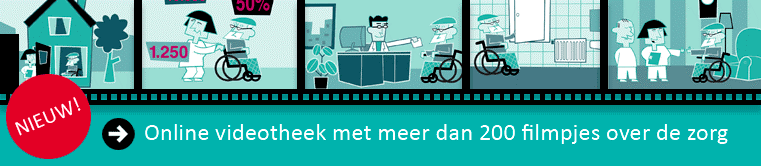 50%
1.250
NIEUW!
Online videotheek met meer dan 200 filmpjes over de zorg